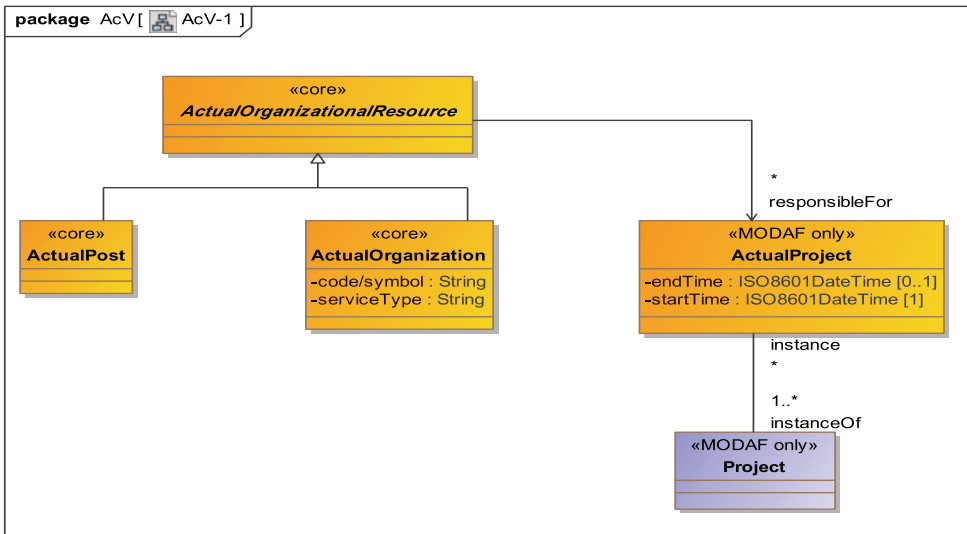 package AcV [ AcV-1 ]
«core»
ActualOrganizationalResource
*
responsibleFor
«core»
ActualPost
«core»
ActualOrganization
-code/symbol : String
-serviceType : String
«MODAF only»
ActualProject
-endTime : ISO8601DateTime [0..1]
-startTime : ISO8601DateTime [1]
instance
*
1..*
instanceOf
«MODAF only»
Project